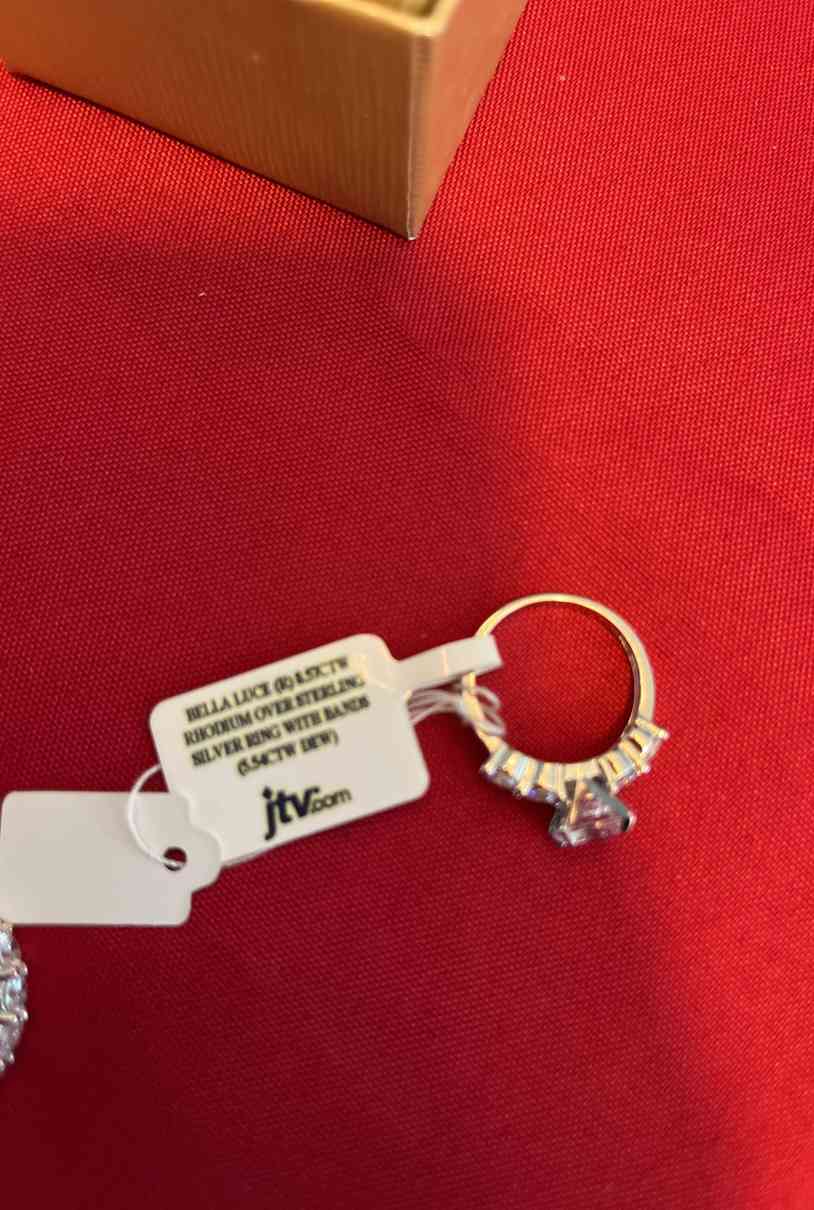 BELLA LUCE (R) 8.57CTW
RHODIUM OVER STERLING
SILVER RING WITH BANDS
(5.54CTW DEW)
jtv.com